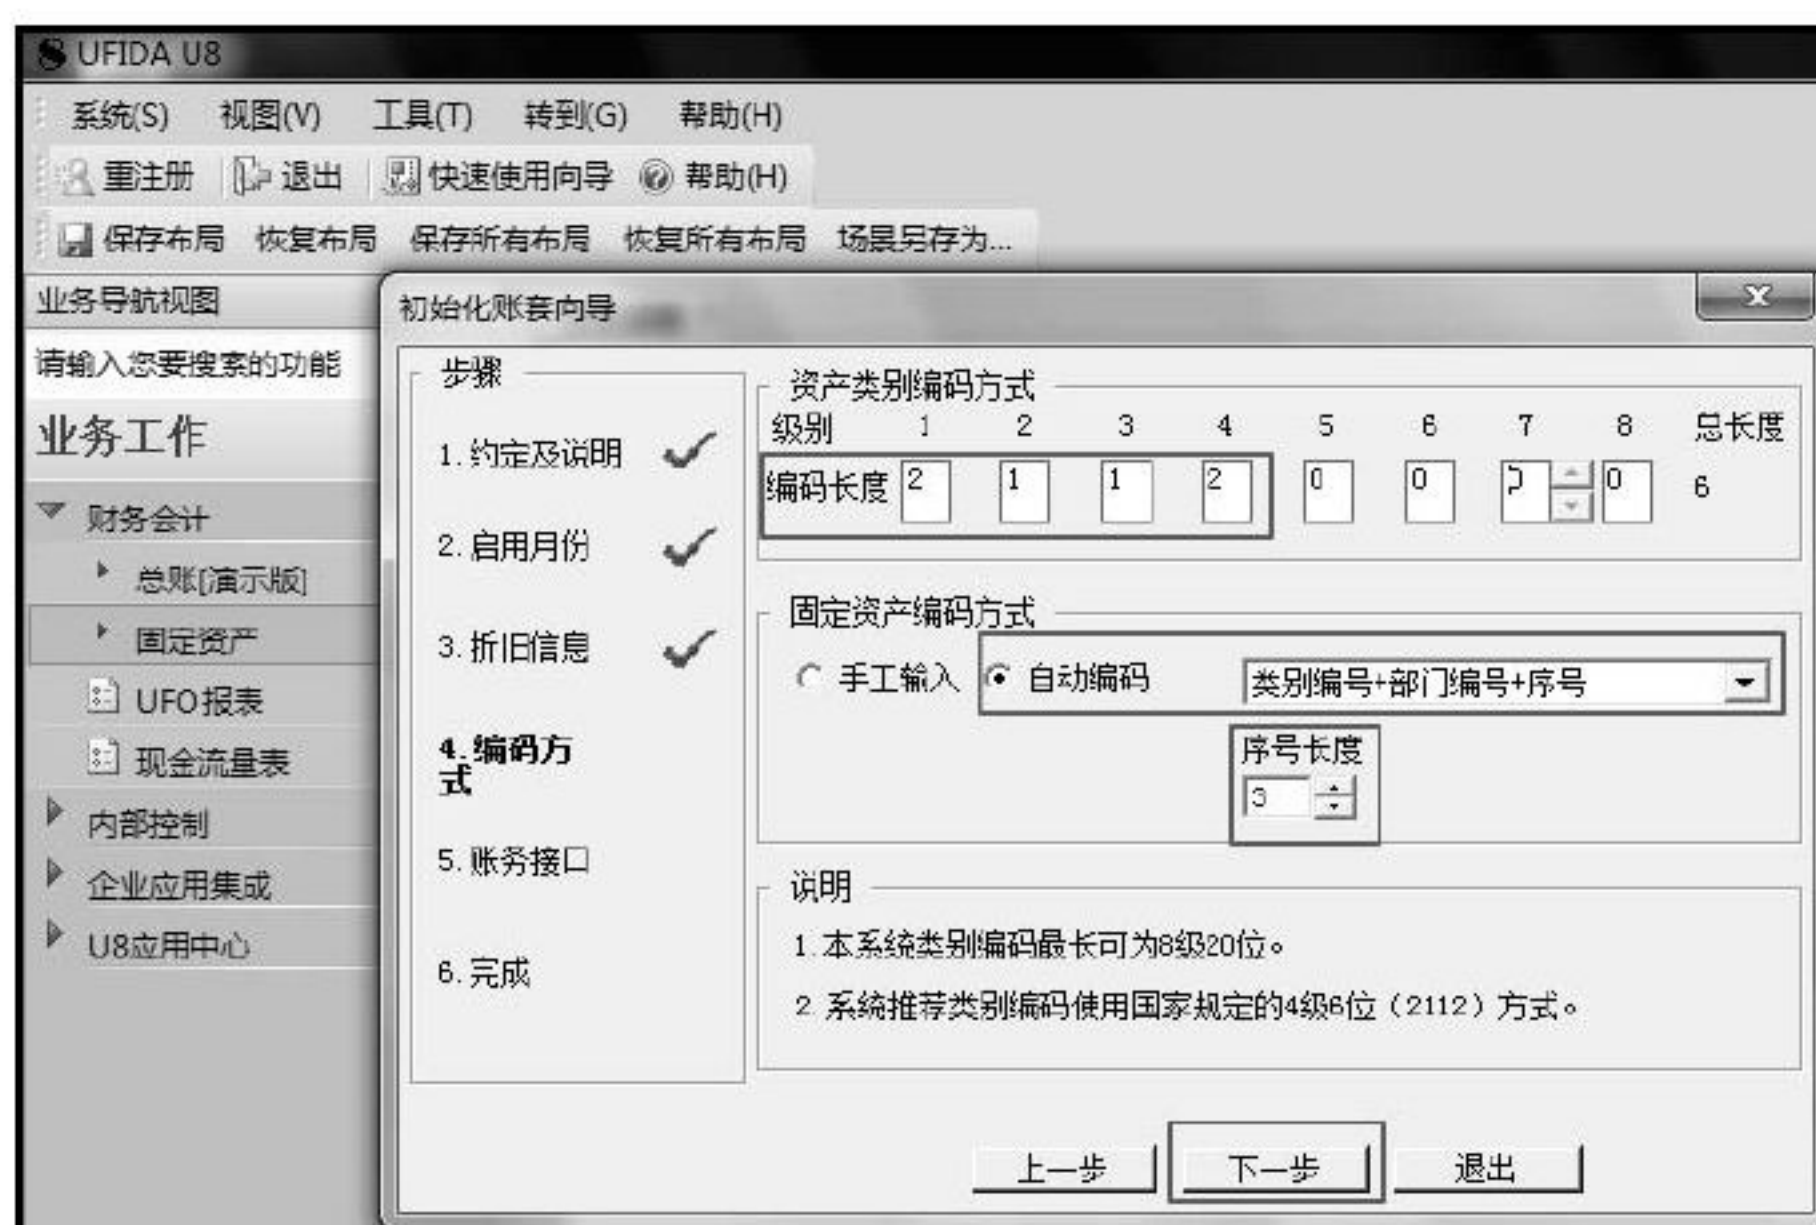 UFIDA U8
系统(S) 视图(V) 工具(T) 转到(G) 帮助(H)
重注册 退出 快速使用向导 帮助(H)
保存布局 恢复布局 保存所有布局 恢复所有布局 场景另存为...
业务导航视图
请输入您要搜索的功能
业务工作
财务会计
总账[演示版]
固定资产
UFO报表
现金流量表
内部控制
企业应用集成
U8应用中心
初始化账套向导
步骤
1.约定及说明
2.启用月份
3.折旧信息
4.编码方
式
5.账务接口
6.完成
资产类别编码方式
级别 1 2 3 4 5 6 7 8 总长度
编码长度 2 1 1 2 0 0 0 6
固定资产编码方式
手工输入 自动编码 类别编号+部门编号+序号
序号长度
3
说明
1.本系统类别编码最长可为8级20位。
2.系统推荐类别编码使用国家规定的4级6位（2112）方式。
上一步 下一步 退出